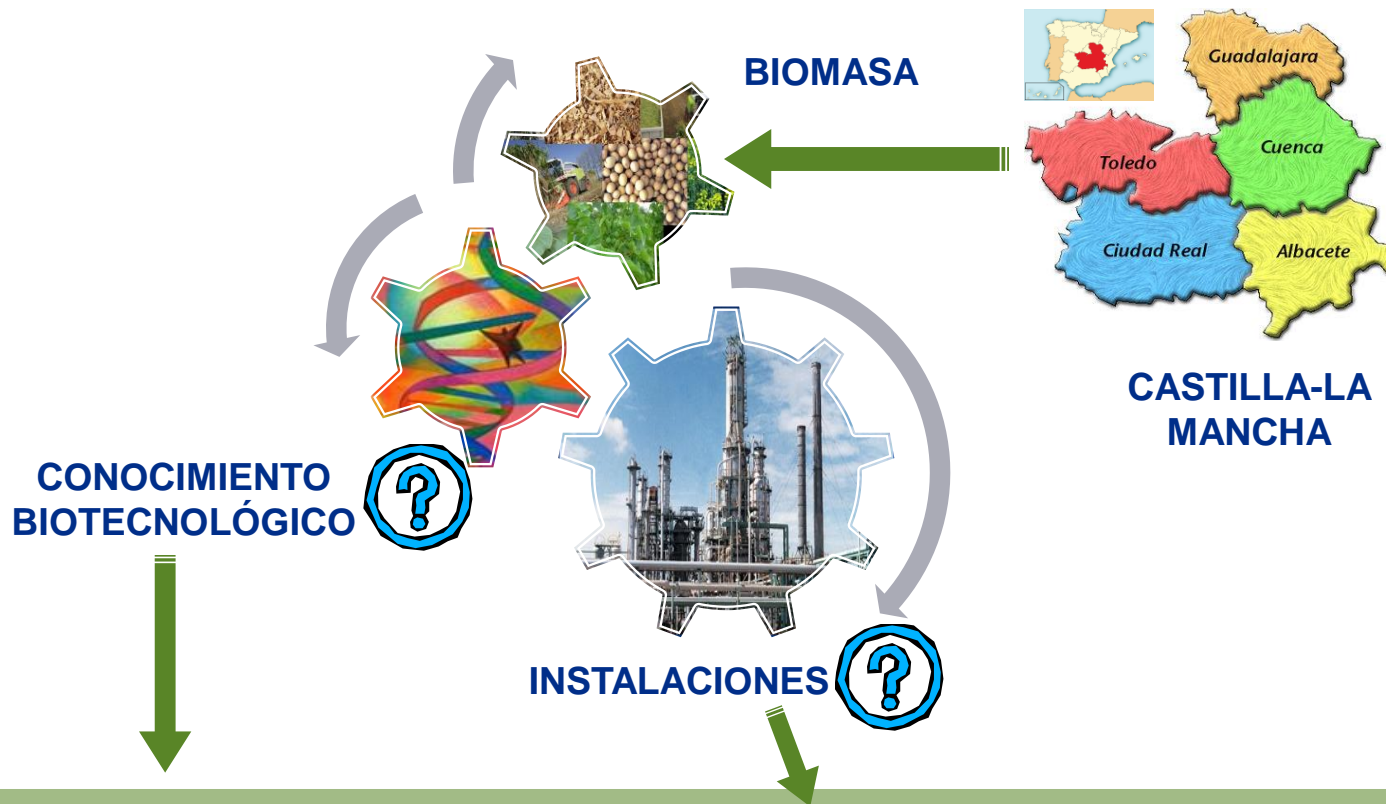 BIOMASA
Guadalajara
Cuenca
Toledo
Ciudad Real
Albacete
CASTILLA-LA
MANCHA
CONOCIMIENTO
BIOTECNOLÓGICO
?
INSTALACIONES
?